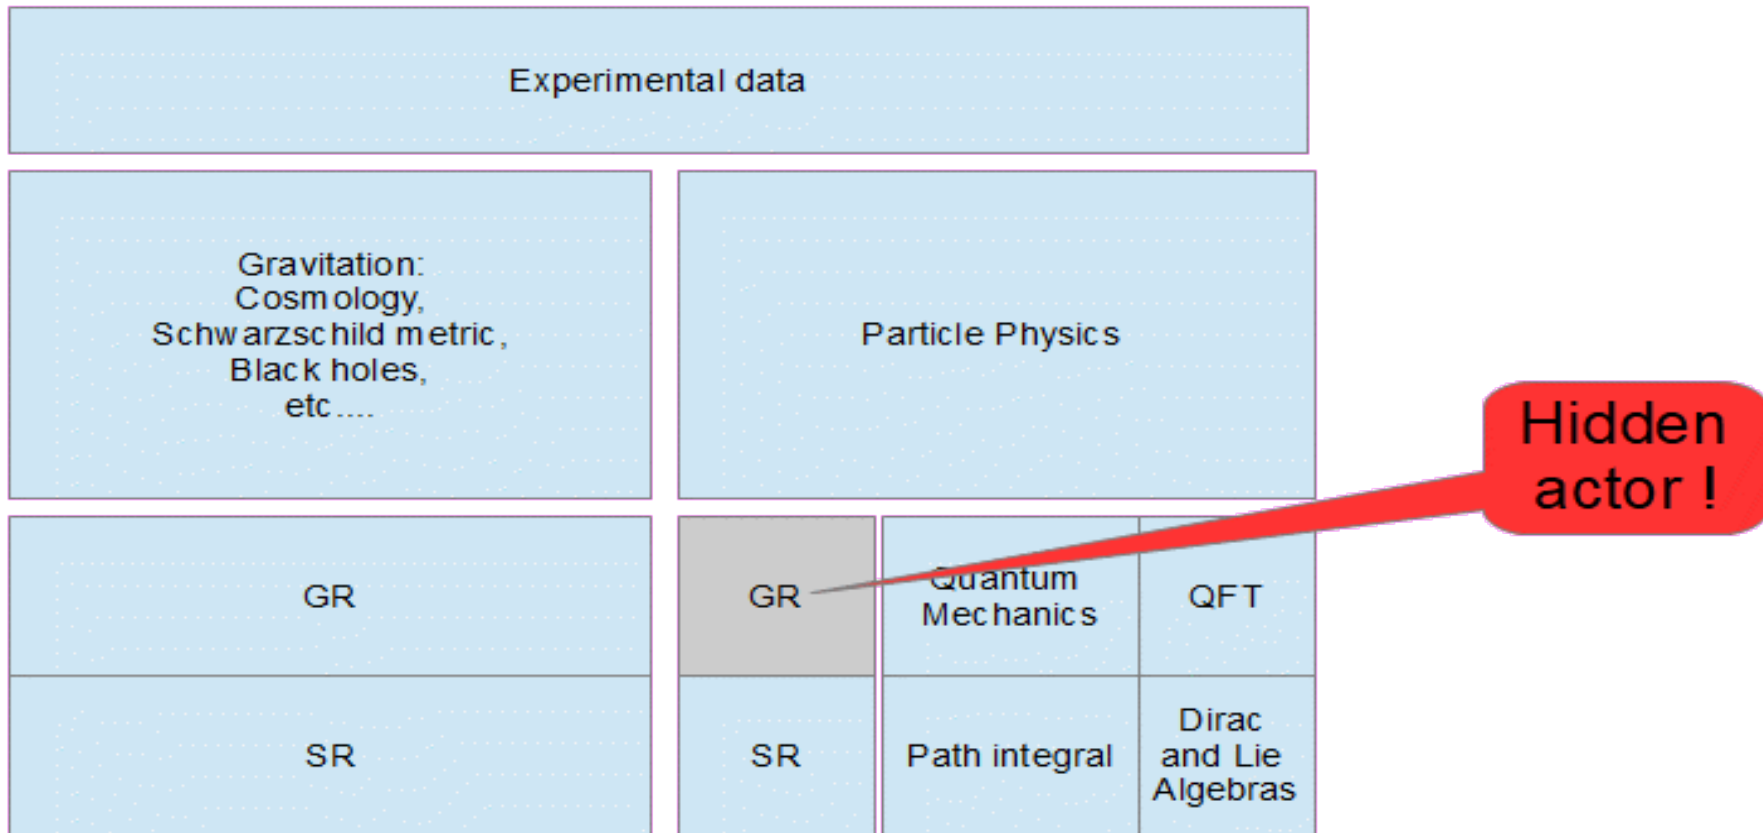 Experimental data
Gravitation:
Cosmology,
Schwarzschild metric,
Black holes,
etc....
Particle Physics
Hidden
actor !
GR
GR
Quantum
Mechanics
QFT
SR
SR
Path integral
Dirac
and Lie
Algebras